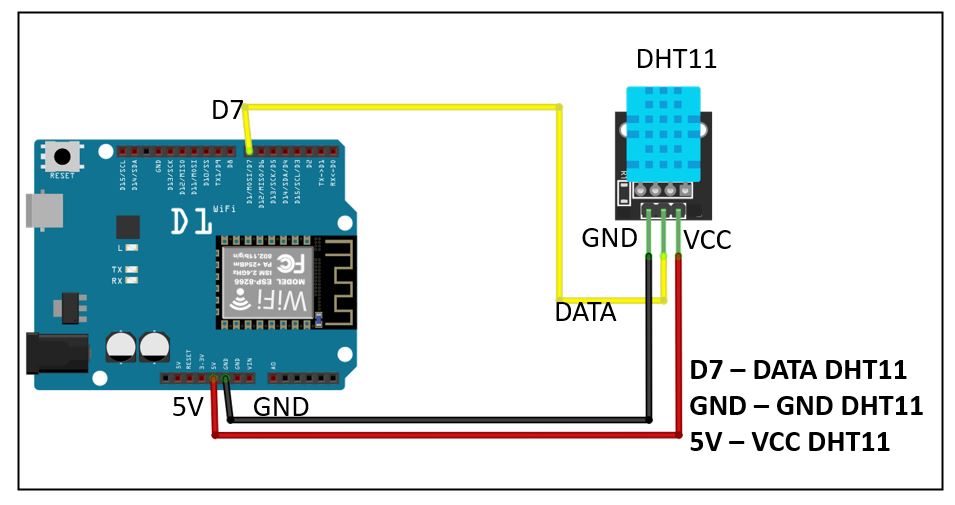 DHT11
D7
RESET
D15/SCL
D14/SDA
GND
D13/SCK
D12/MISO
D11/MOSI
D10/SS
TX1/D9
D8
D1/MOSI/D7
D12/MISO/D6
D13/SCK/D5
D14/SDA/D4
D15/SCL/D3
D2
TX->D1
RX<-D0
D1 WiFi
L
TX
RX
WiFi
MODEL ESP-8266
ISM 2.4GHz
PA +25dBm
802.11b/g/n
FC
GND
VCC
DATA
5V
RESET
3.3V
5V
GND
GND
VIN
A0
5V
GND
D7 – DATA DHT11
GND – GND DHT11
5V – VCC DHT11